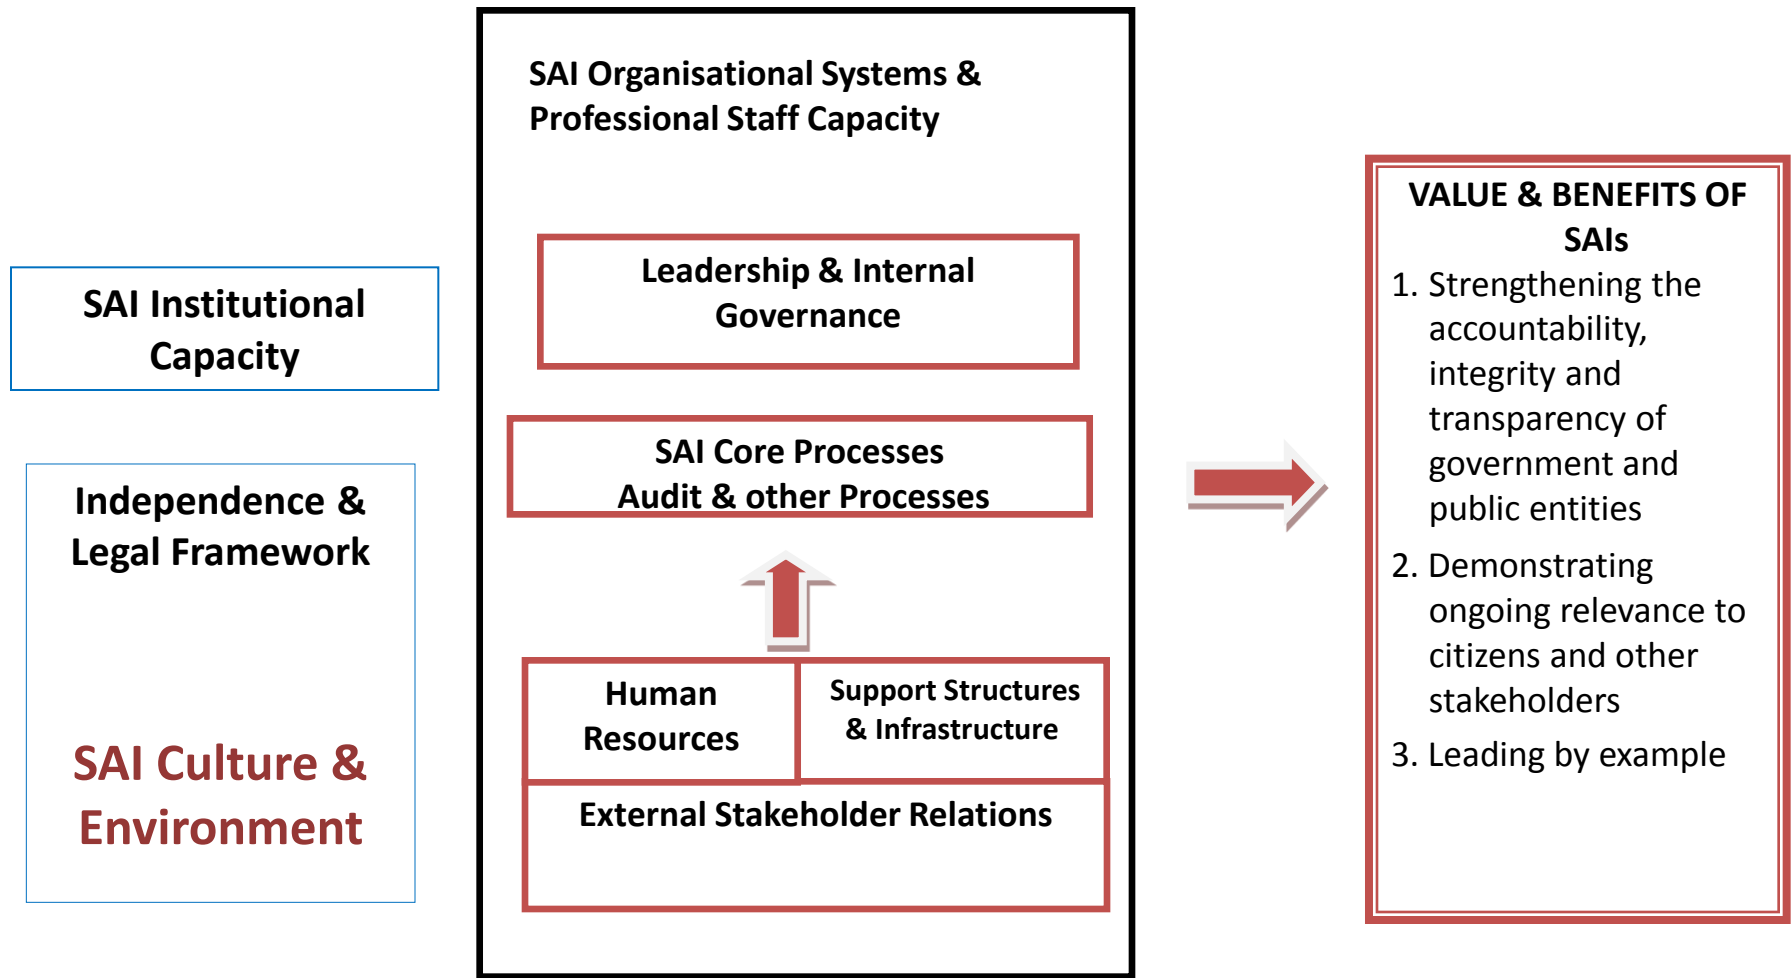 SAI Institutional
Capacity
Independence &
Legal Framework
SAI Culture &
Environment
SAI Organisational Systems &
Professional Staff Capacity
Leadership & Internal
Governance
SAI Core Processes
Audit & other Processes
Human
Resources
Support Structures
& Infrastructure
External Stakeholder Relations
VALUE & BENEFITS OF
SAIs
1. Strengthening the
accountability,
integrity and
transparency of
government and
public entities
2. Demonstrating
ongoing relevance to
citizens and other
stakeholders
3. Leading by example